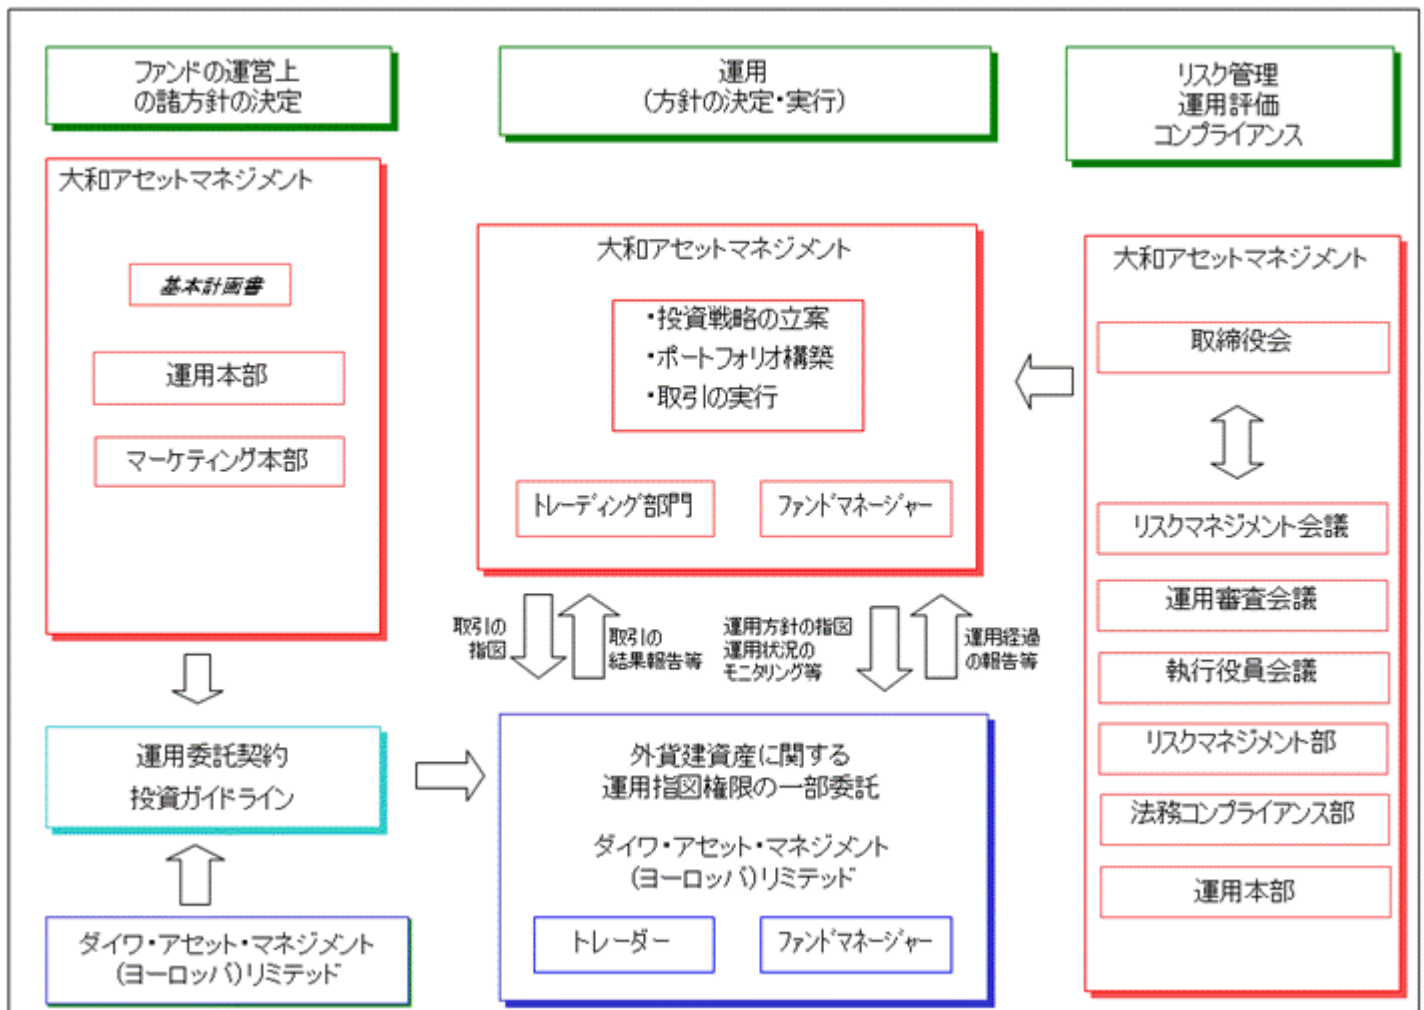 ファンドの運営上
の諸方針の決定
運用
(方針の決定・実行)
リスク管理
運用評価
コンプライアンス
大和アセットマネジメント
基本計画書
運用本部
マーケティング本部
大和アセットマネジメント
・投資戦略の立案
・ポートフォリオ構築
・取引の実行
トレーディング部門
ファンドマネージャー
大和アセットマネジメント
取締役会
リスクマネジメント会議
運用審査会議
執行役員会議
リスクマネジメント部
法務コンプライアンス部
運用本部
取引の
指図
取引の
結果報告等
運用方針の指図
運用状況の
モニタリング等
運用経過
の報告等
運用委託契約
投資ガイドライン
外貨建資産に関する
運用指図権限の一部委託
ダイワ・アセット・マネジメント
(ヨーロッパ)リミテッド
トレーダー
ファンドマネージャー
ダイワ・アセット・マネジメント
(ヨーロッパ)リミテッド